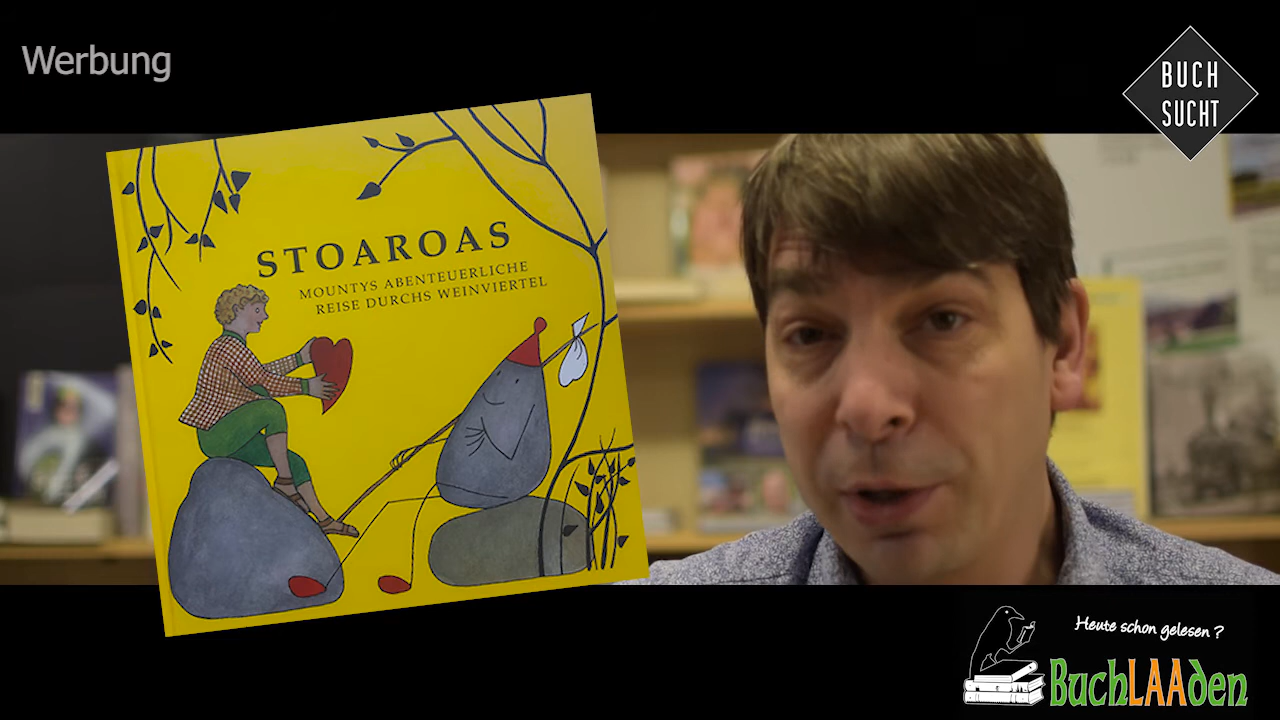 Werbung
BUCH
SUCHT
STOAROAS
MOUNTYS ABENTEUERLICHE
REISE DURCHS WEINVIERTEL
Heute schon gelesen ?
BuchLAAden